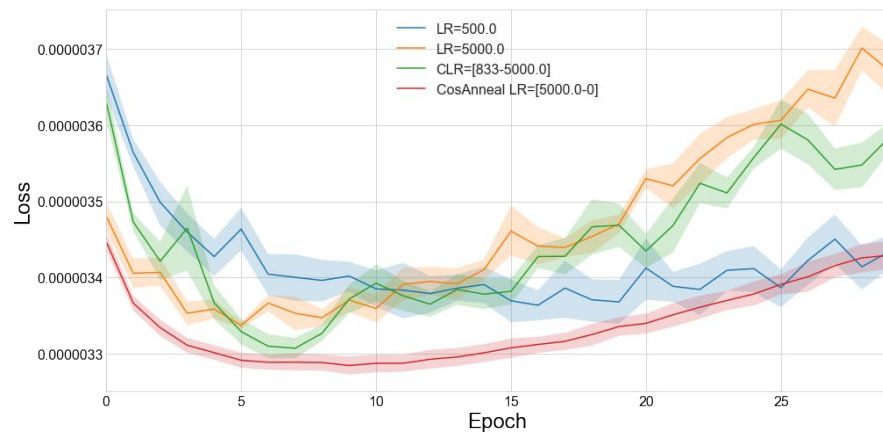 LR=500.0
LR=5000.0
CLR=[833-5000.0]
CosAnneal LR=[5000.0-0]
0.0000037
0.0000036
0.0000035
0.0000034
0.0000033
Loss
0 5 10 15 20 25
Epoch